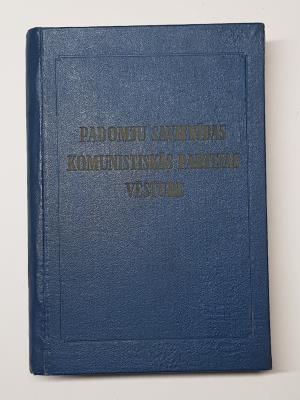 PADOMJU SAVIENĪBAS
KOMUNISTISKĀS PARTIJAS
VĒSTURE